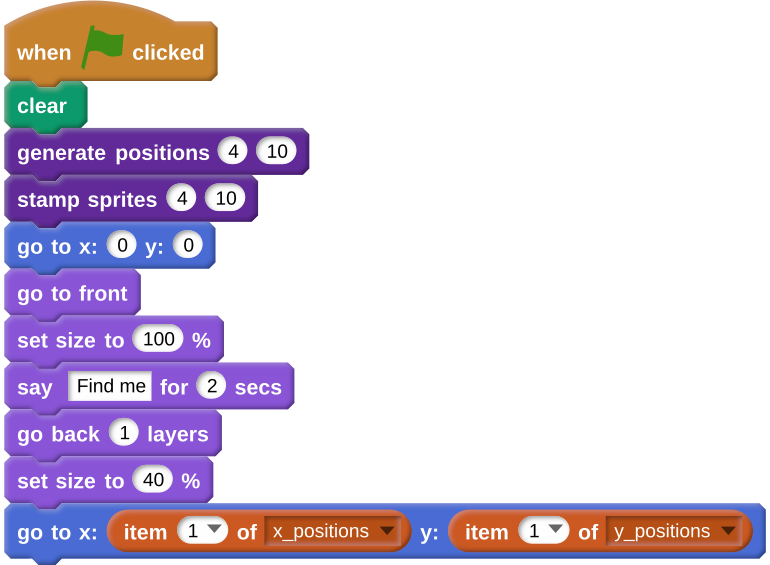 when clicked
clear
generate positions 4 10
stamp sprites 4 10
go to x: 0 y: 0
go to front
set size to 100 %
say Find me for 2 secs
go back 1 layers
set size to 40 %
go to x: item 1 of x_positions y: item 1 of y_positions